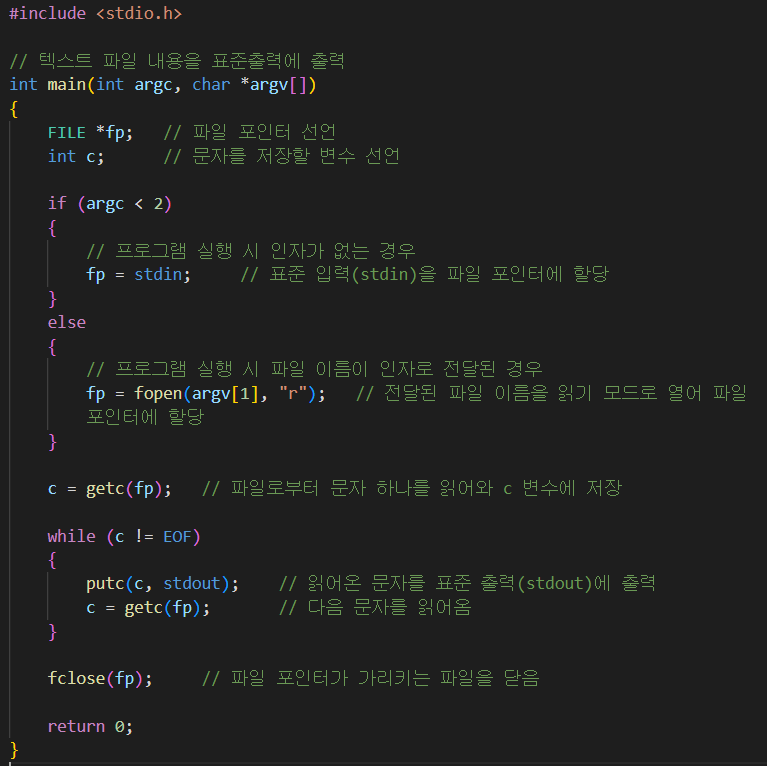 #include <stdio.h>
// 텍스트 파일 내용을 표준출력에 출력
int main(int argc, char *argv[])
{
FILE *fp;   // 파일 포인터 선언
int c;      // 문자를 저장할 변수 선언
if (argc < 2)
{
// 프로그램 실행 시 인자가 없는 경우
fp = stdin;     // 표준 입력(stdin)을 파일 포인터에 할당
}
else
{
// 프로그램 실행 시 파일 이름이 인자로 전달된 경우
fp = fopen(argv[1], "r");   // 전달된 파일 이름을 읽기 모드로 열어 파일
포인터에 할당
}
c = getc(fp);   // 파일로부터 문자 하나를 읽어와 c 변수에 저장
while (c != EOF)
{
putc(c, stdout);    // 읽어온 문자를 표준 출력(stdout)에 출력
c = getc(fp);       // 다음 문자를 읽어옴
}
fclose(fp);     // 파일 포인터가 가리키는 파일을 닫음
return 0;
}